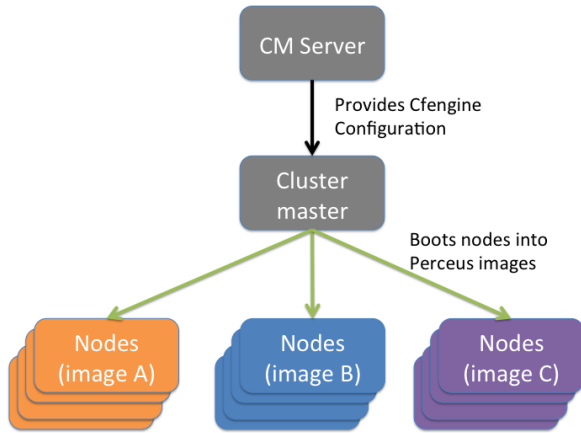 CM Server
Provides Cfengine
Configuration
Cluster
master
Boots nodes into
Perceus images
Nodes
(image A)
Nodes
(image B)
Nodes
(image C)